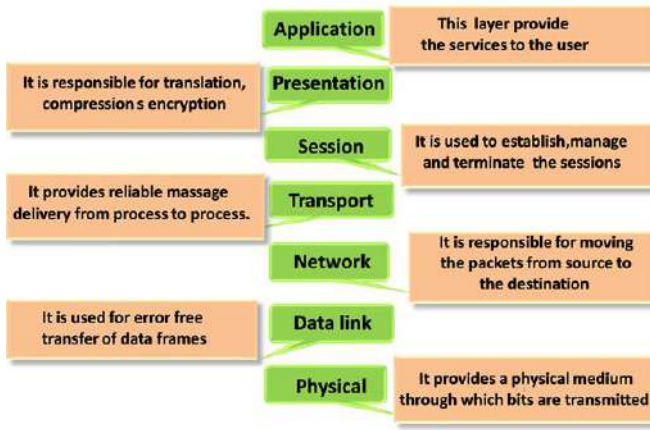 Application
This layer provide
the services to the user
It is responsible for translation,
compressions encryption
Presentation
Session
It is used to establish,manage
and terminate the sessions
It provides reliable massage
delivery from process to process.
Transport
Network
It is responsible for moving
the packets from source to
the destination
It is used for error free
transfer of data frames
Data link
Physical
It provides a physical medium
through which bits are transmitted